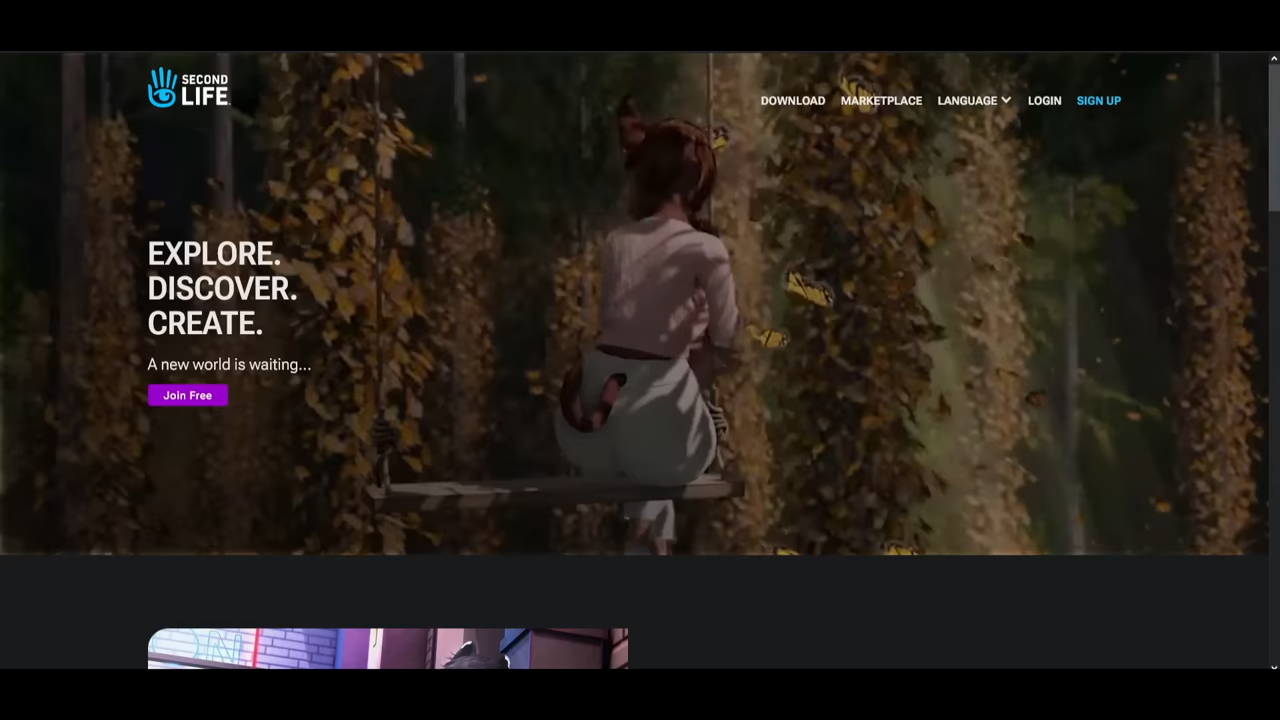 SECOND
LIFE
DOWNLOAD
MARKETPLACE
LANGUAGE
LOGIN
SIGN UP
EXPLORE.
DISCOVER.
CREATE.
A new world is waiting...
Join Free